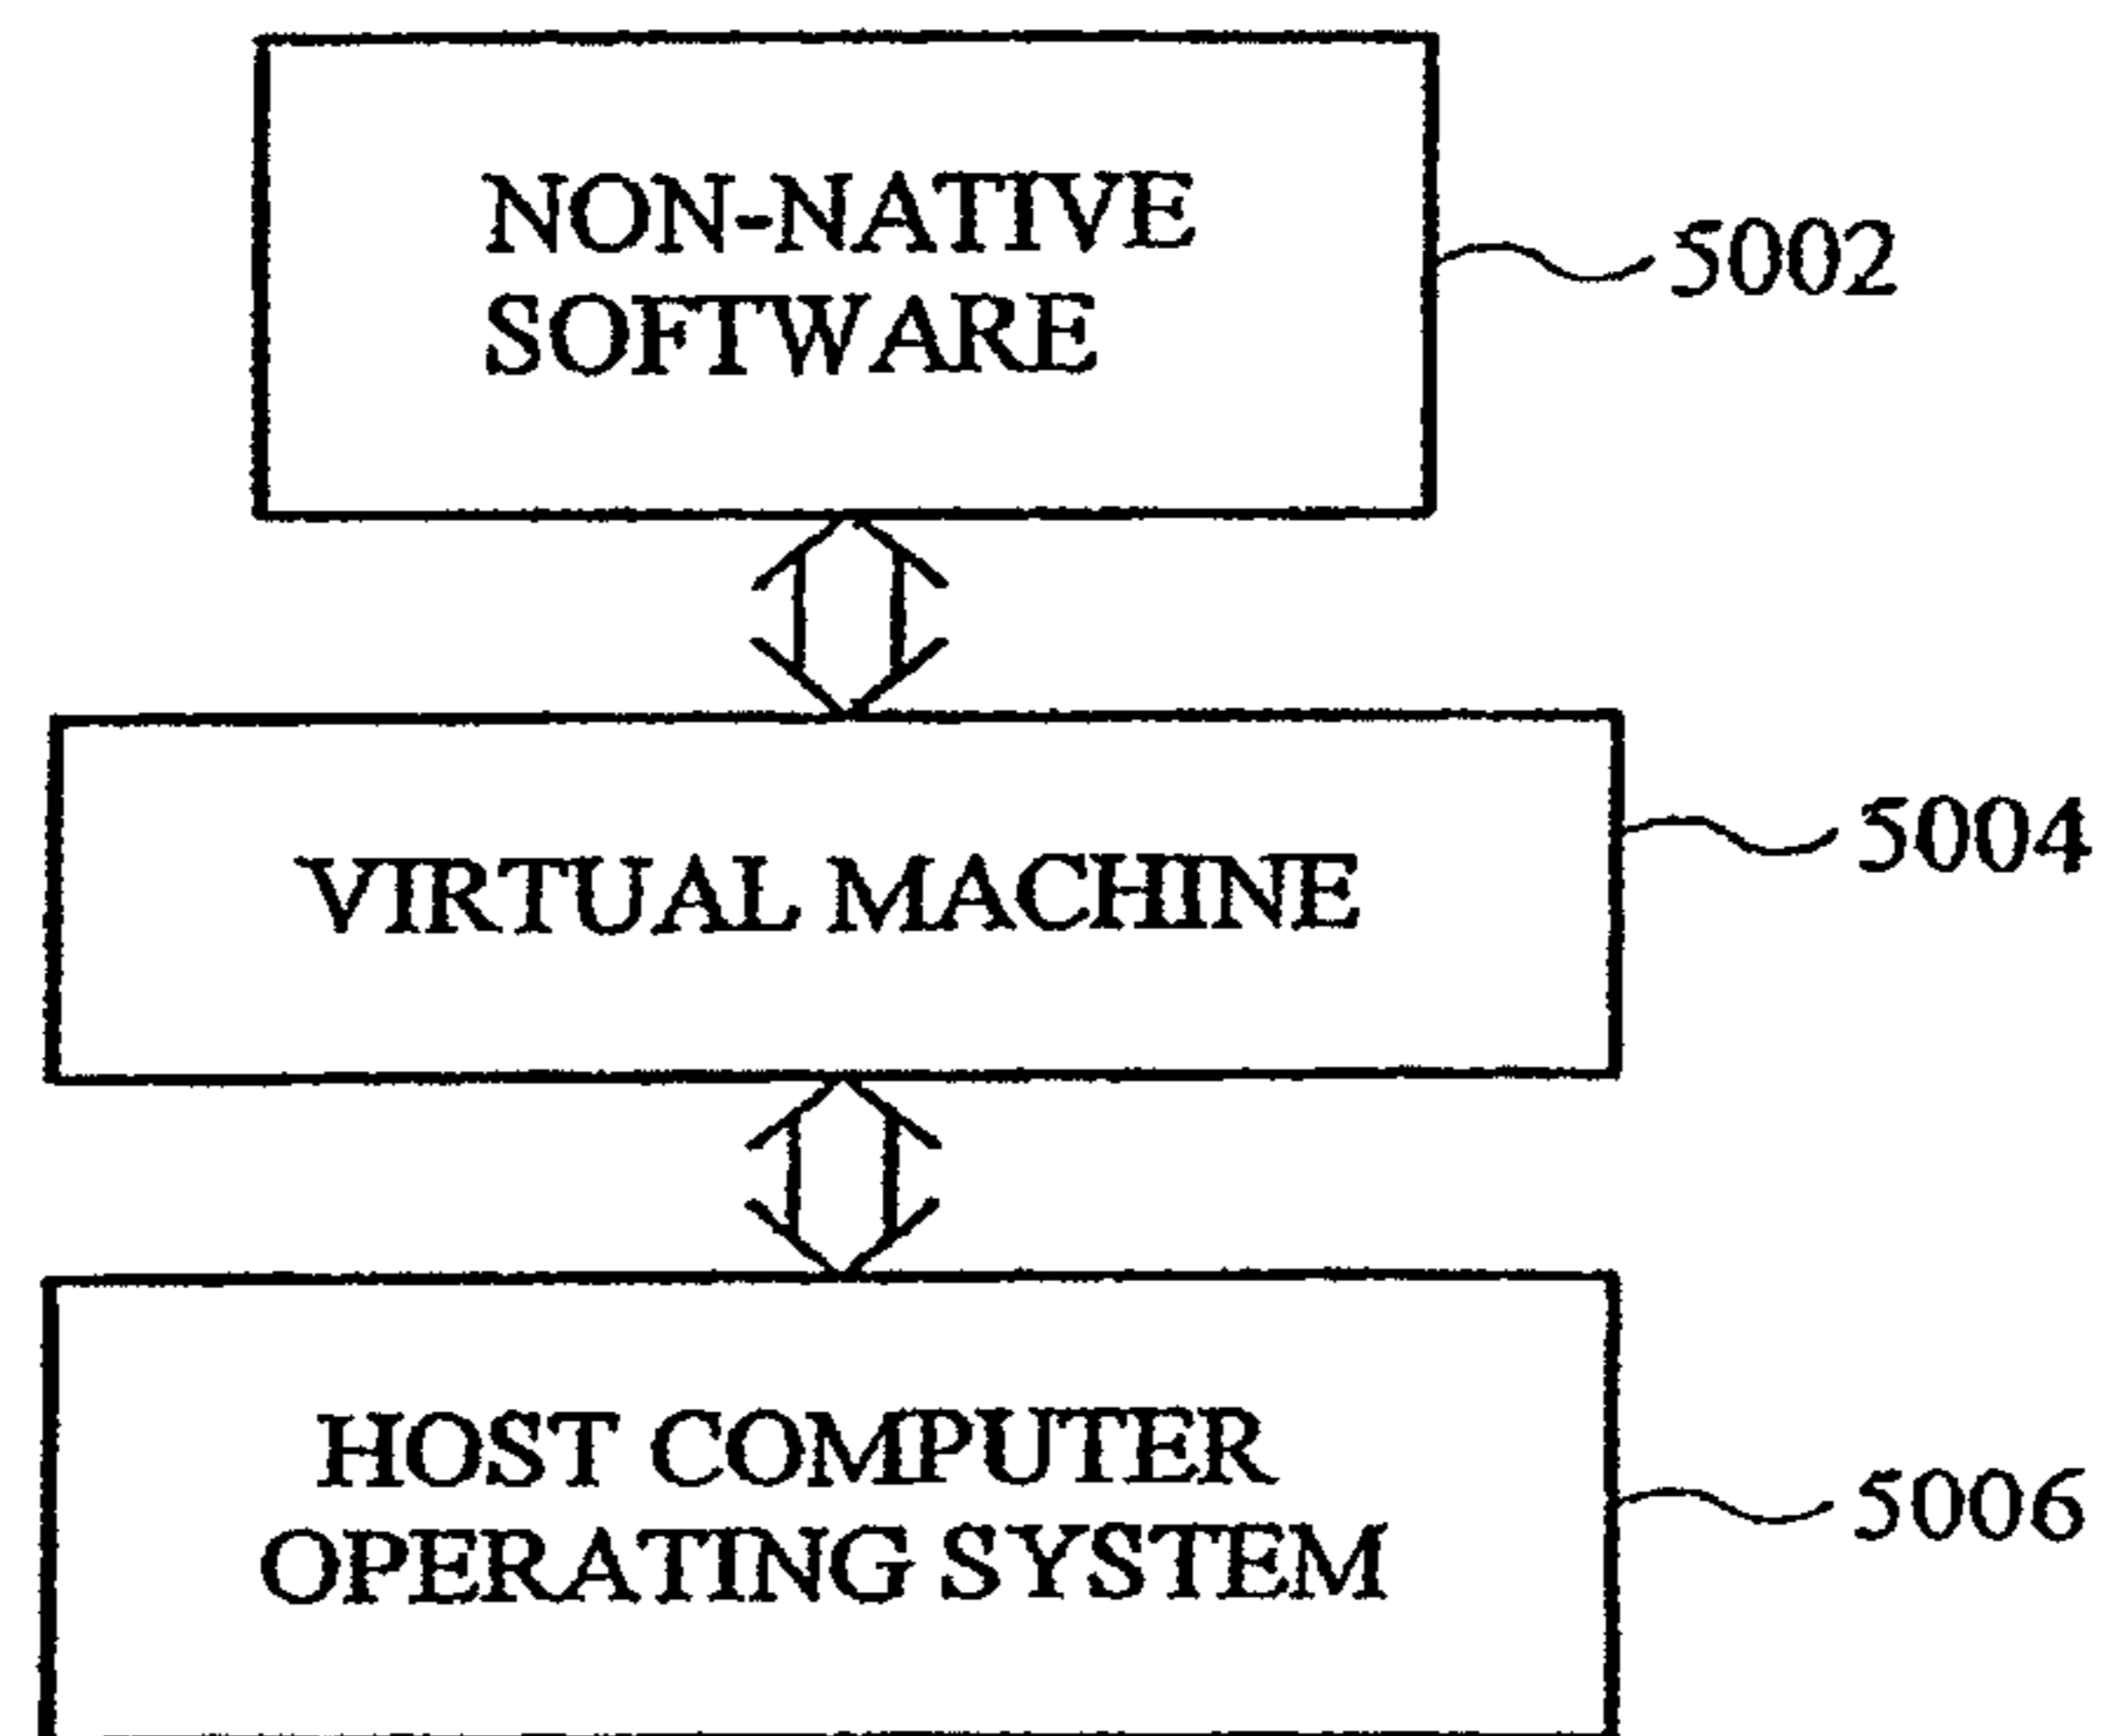 NON-NATIVE
SOFTWARE
5002
VIRTUAL MACHINE
5004
HOST COMPUTER
OPERATING SYSTEM
5006